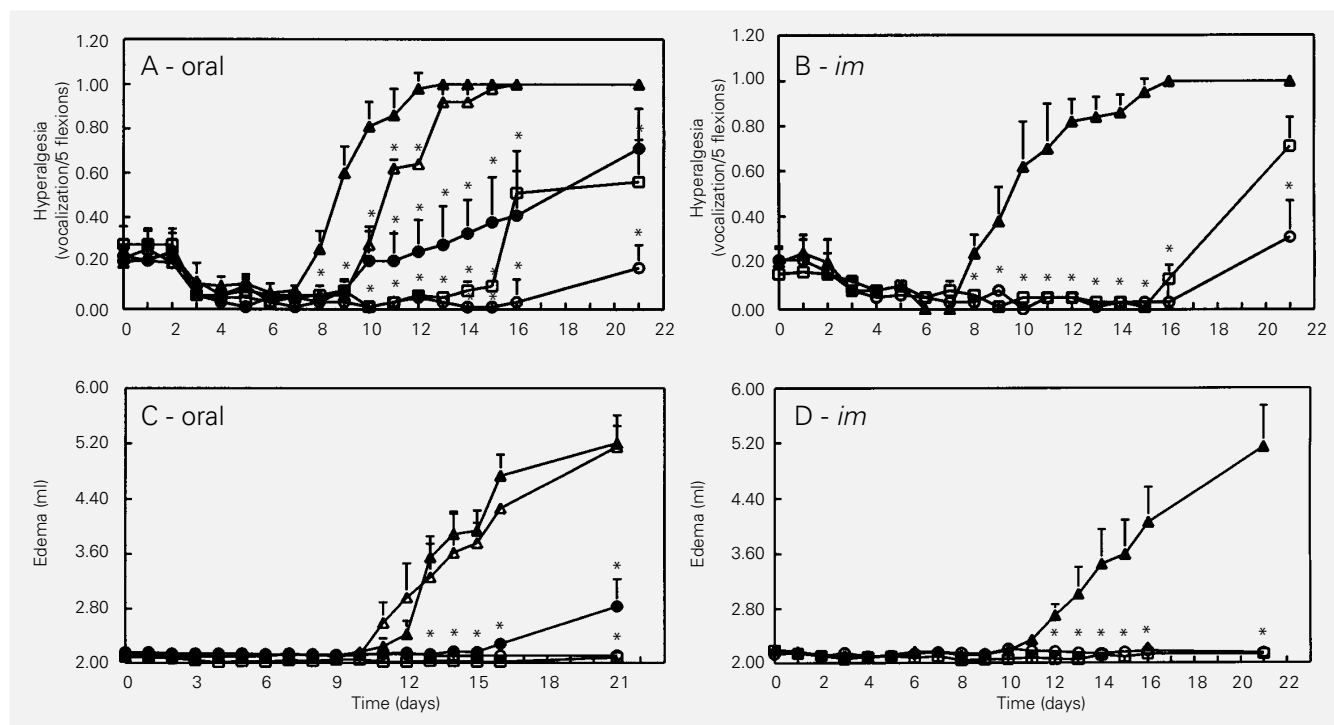 A - oral
Hyperalgesia
(vocalization/5 flexions)
1.20
1.00
0.80
0.60
0.40
0.20
0.00
0 2 4 6 8 10 12 14 16 18 20 22
* * * * * * * * * * * * * * * * * * * *
B - im
Hyperalgesia
(vocalization/5 flexions)
1.20
1.00
0.80
0.60
0.40
0.20
0.00
0 2 4 6 8 10 12 14 16 18 20 22
* * * * * * * * * *
C - oral
Edema (ml)
6.00
5.20
4.40
3.60
2.80
2.00
0 3 6 9 12 15 18 21
Time (days)
* * * * * *
D - im
Edema (ml)
6.00
5.20
4.40
3.60
2.80
2.00
0 2 4 6 8 10 12 14 16 18 20 22
Time (days)
* * * * * *